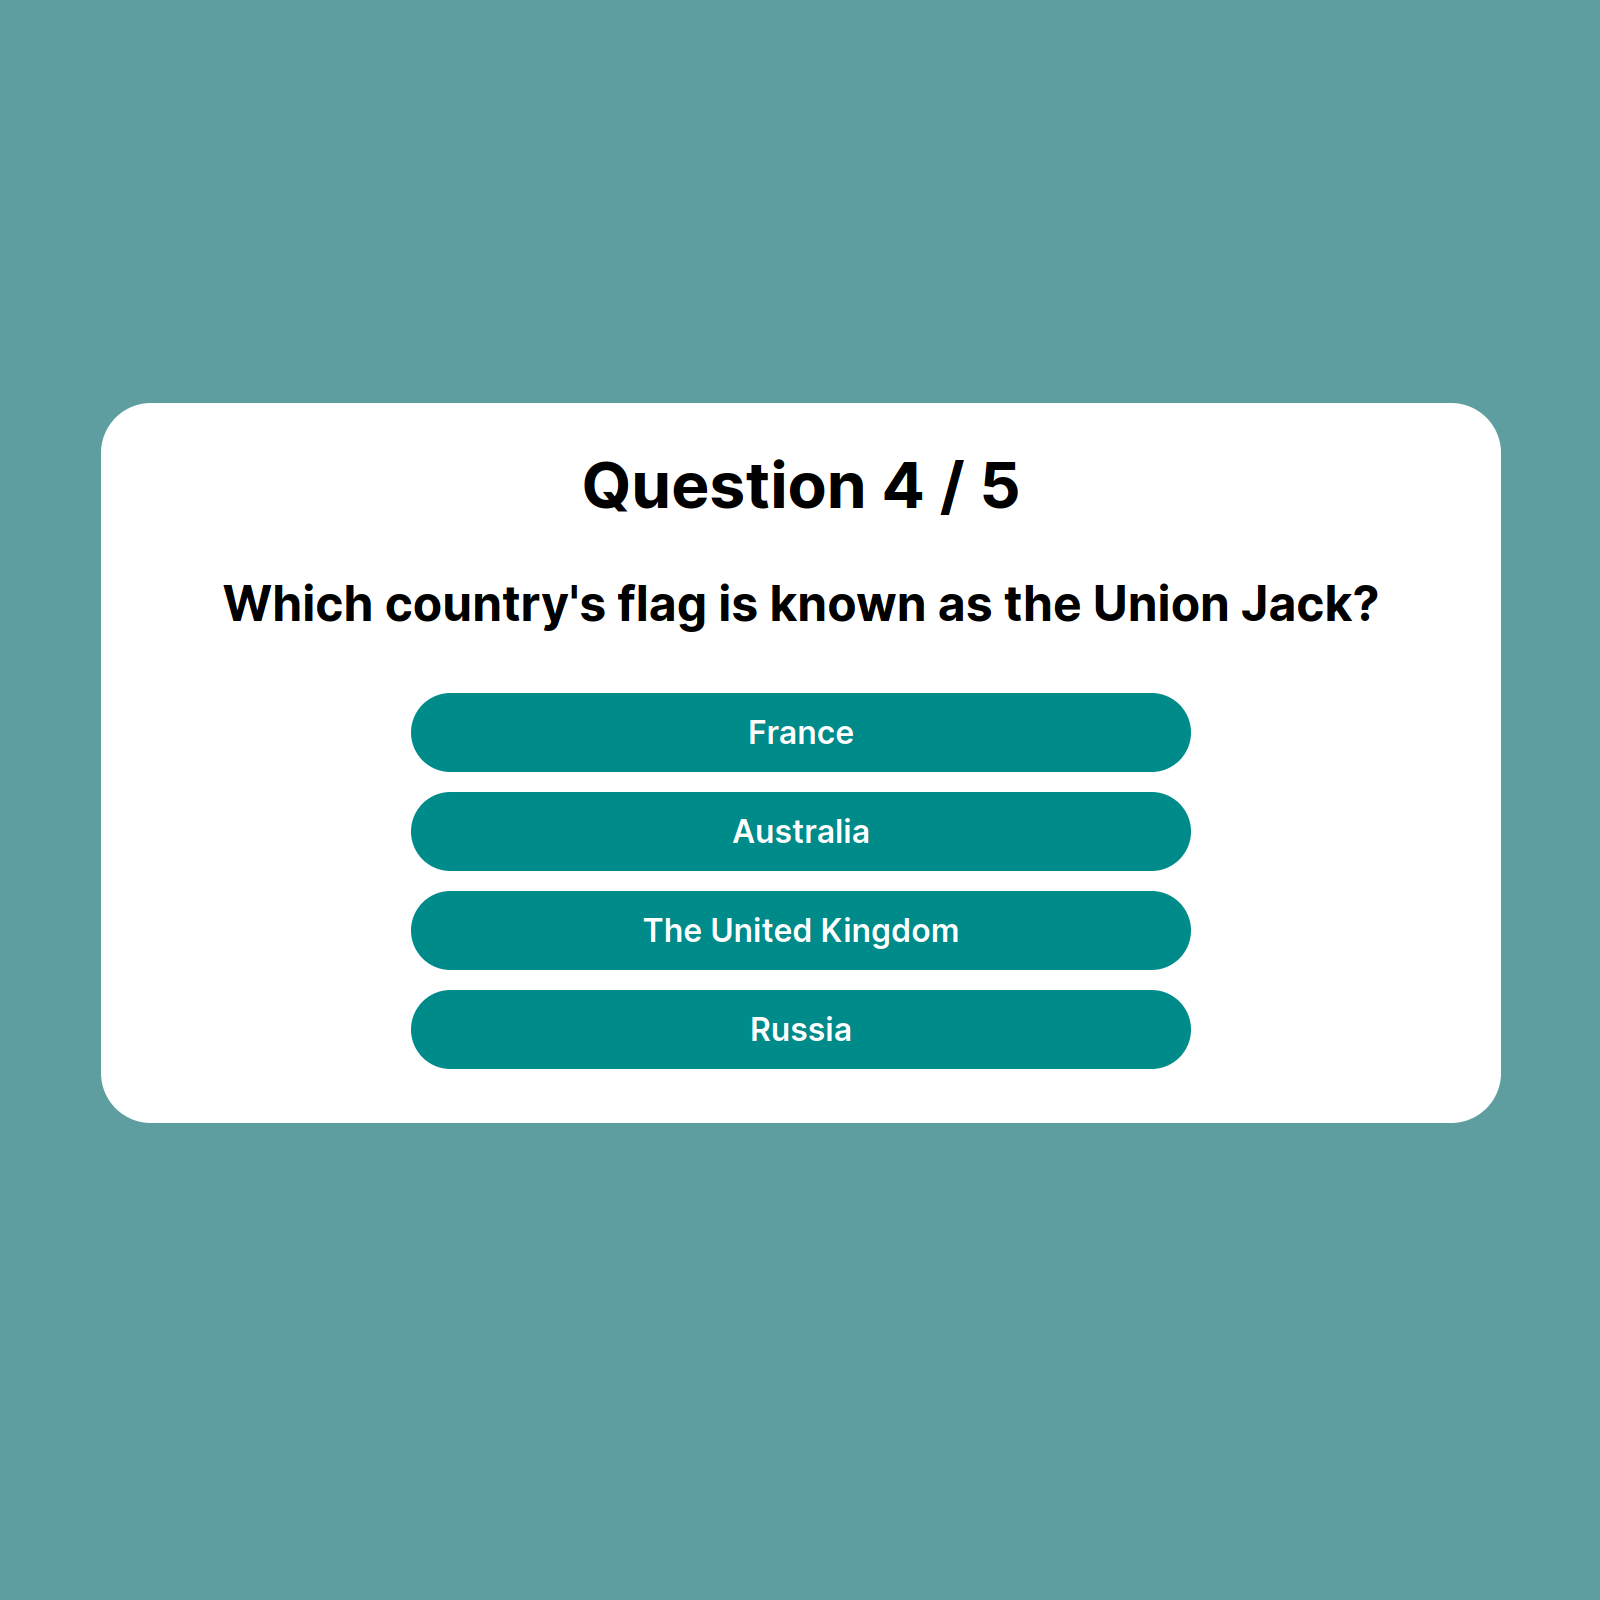 Question 4 / 5
Which country's flag is known as the Union Jack?
France
Australia
The United Kingdom
Russia